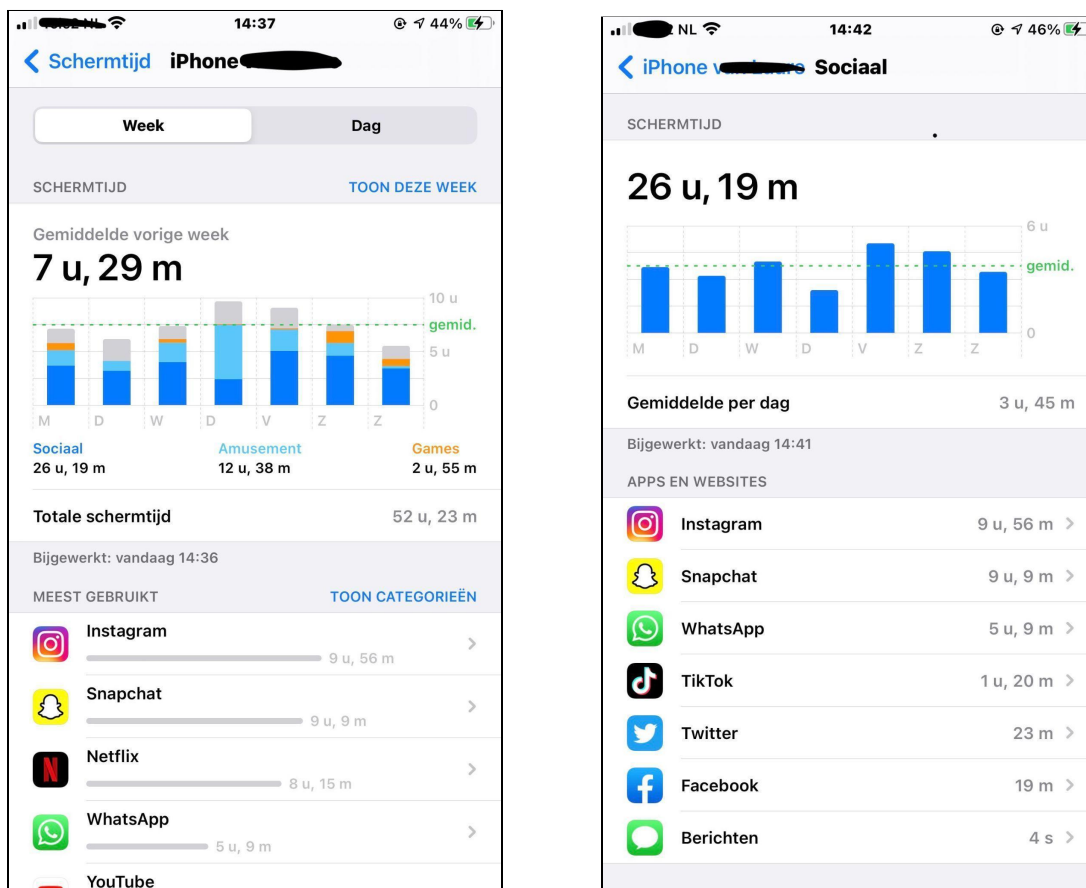 14:37
44%
Schermtijd iPhone
Week Dag
SCHERMTIJD TOON DEZE WEEK
Gemiddelde vorige week
7 u, 29 m
10 u
gemid.
5 u
0
M D W D V Z Z
Sociaal Amusement Games
26 u, 19 m 12 u, 38 m 2 u, 55 m
Totale schermtijd 52 u, 23 m
Bijgewerkt: vandaag 14:36
MEEST GEBRUIKT TOON CATEGORIEËN
Instagram
9 u, 56 m
Snapchat
9 u, 9 m
Netflix
8 u, 15 m
WhatsApp
5 u, 9 m
YouTube
NL 14:42 46%
iPhone Sociaal
SCHERMTIJD
26 u, 19 m
6 u
gemid.
0
M D W D V Z Z
Gemiddelde per dag 3 u, 45 m
Bijgewerkt: vandaag 14:41
APPS EN WEBSITES
Instagram 9 u, 56 m
Snapchat 9 u, 9 m
WhatsApp 5 u, 9 m
TikTok 1 u, 20 m
Twitter 23 m
Facebook 19 m
Berichten 4 s